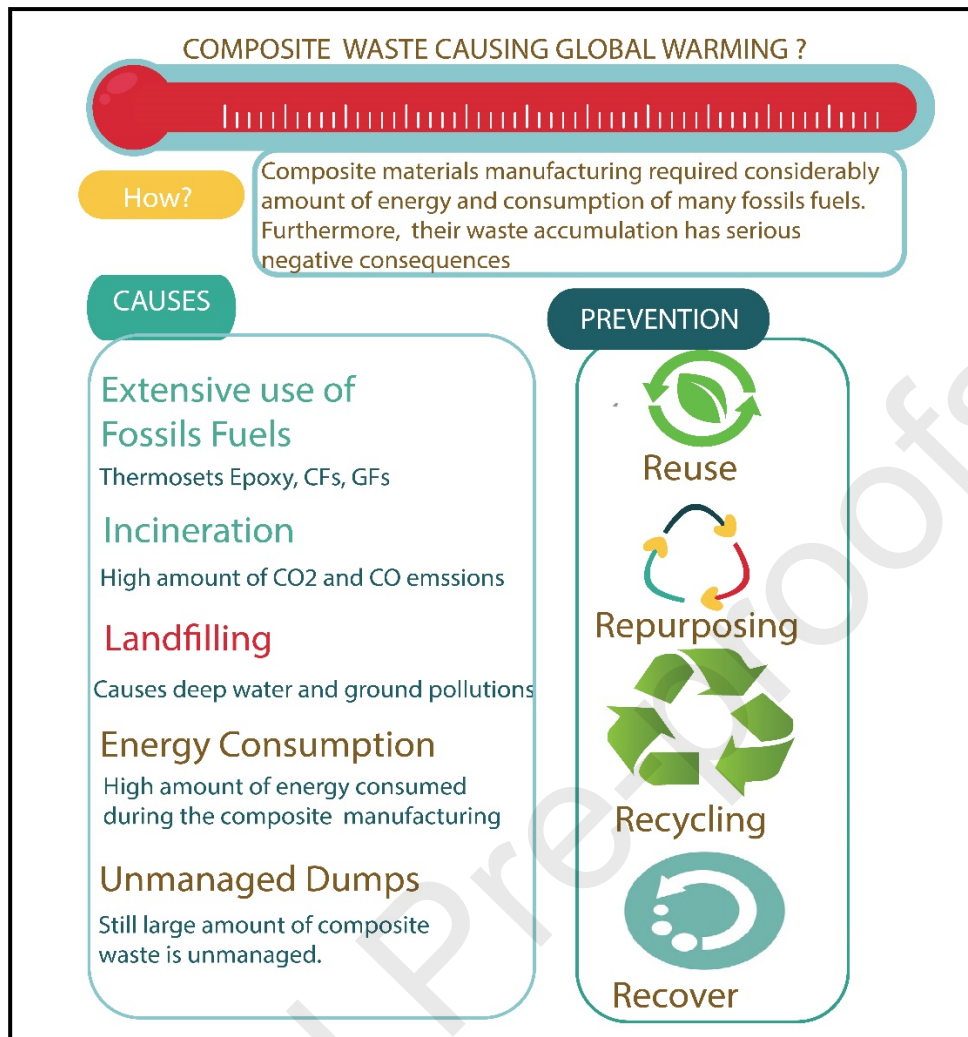 COMPOSITE WASTE CAUSING GLOBAL WARMING ?
How?
Composite materials manufacturing required considerably
amount of energy and consumption of many fossils fuels.
Furthermore, their waste accumulation has serious
negative consequences
CAUSES
Extensive use of
Fossils Fuels
Thermosets Epoxy, CFs, GFs
Incineration
High amount of CO2 and CO emssions
Landfilling
Causes deep water and ground pollutions
Energy Consumption
High amount of energy consumed
during the composite manufacturing
Unmanaged Dumps
Still large amount of composite
waste is unmanaged.
PREVENTION
Reuse
Repurposing
Recycling
Recover
Pre-proofs